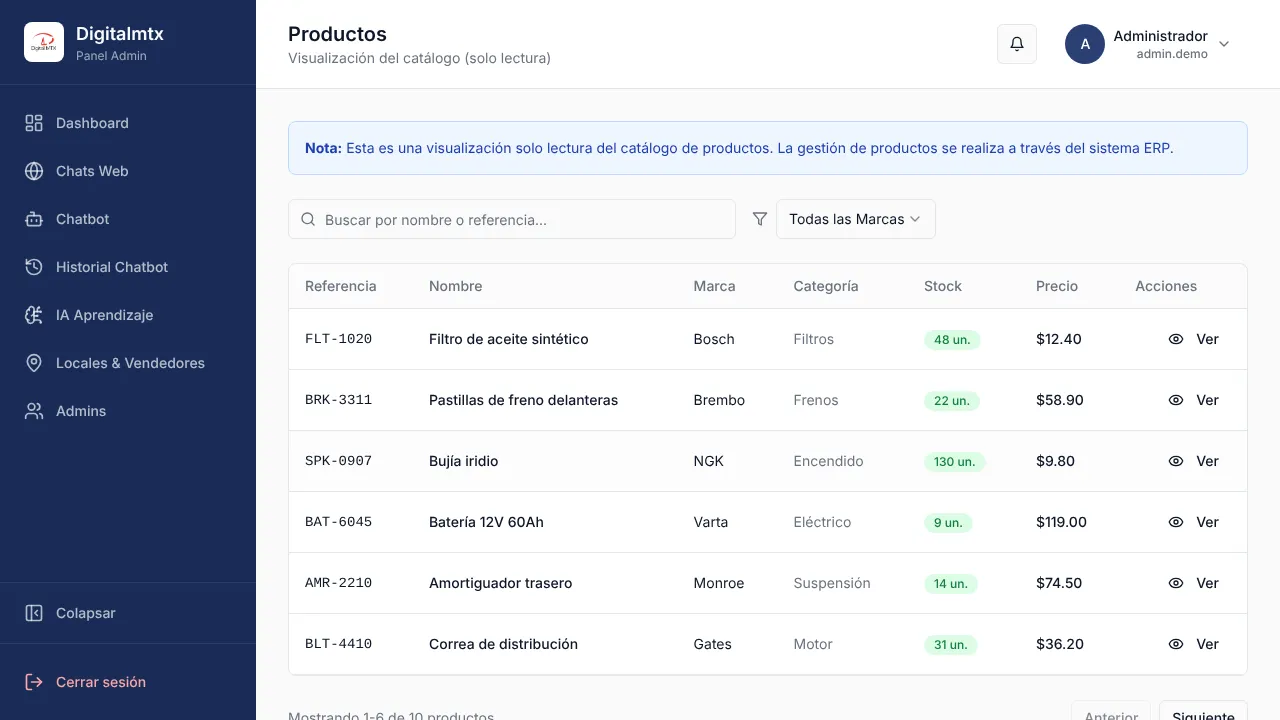 Digitalmtx
Panel Admin
Dashboard
Chats Web
Chatbot
Historial Chatbot
IA Aprendizaje
Locales & Vendedores
Admins
Colapsar
Cerrar sesión
Productos
Visualización del catálogo (solo lectura)
A
Administrador
admin.demo
Nota: Esta es una visualización solo lectura del catálogo de productos. La gestión de productos se realiza a través del sistema ERP.
Buscar por nombre o referencia...
Todas las Marcas
Referencia Nombre Marca Categoría Stock Precio Acciones
FLT-1020 Filtro de aceite sintético Bosch Filtros 48 un. $12.40 Ver
BRK-3311 Pastillas de freno delanteras Brembo Frenos 22 un. $58.90 Ver
SPK-0907 Bujía iridio NGK Encendido 130 un. $9.80 Ver
BAT-6045 Batería 12V 60Ah Varta Eléctrico 9 un. $119.00 Ver
AMR-2210 Amortiguador trasero Monroe Suspensión 14 un. $74.50 Ver
BLT-4410 Correa de distribución Gates Motor 31 un. $36.20 Ver
Mostrando 1-6 de 10 productos Anterior Siguiente